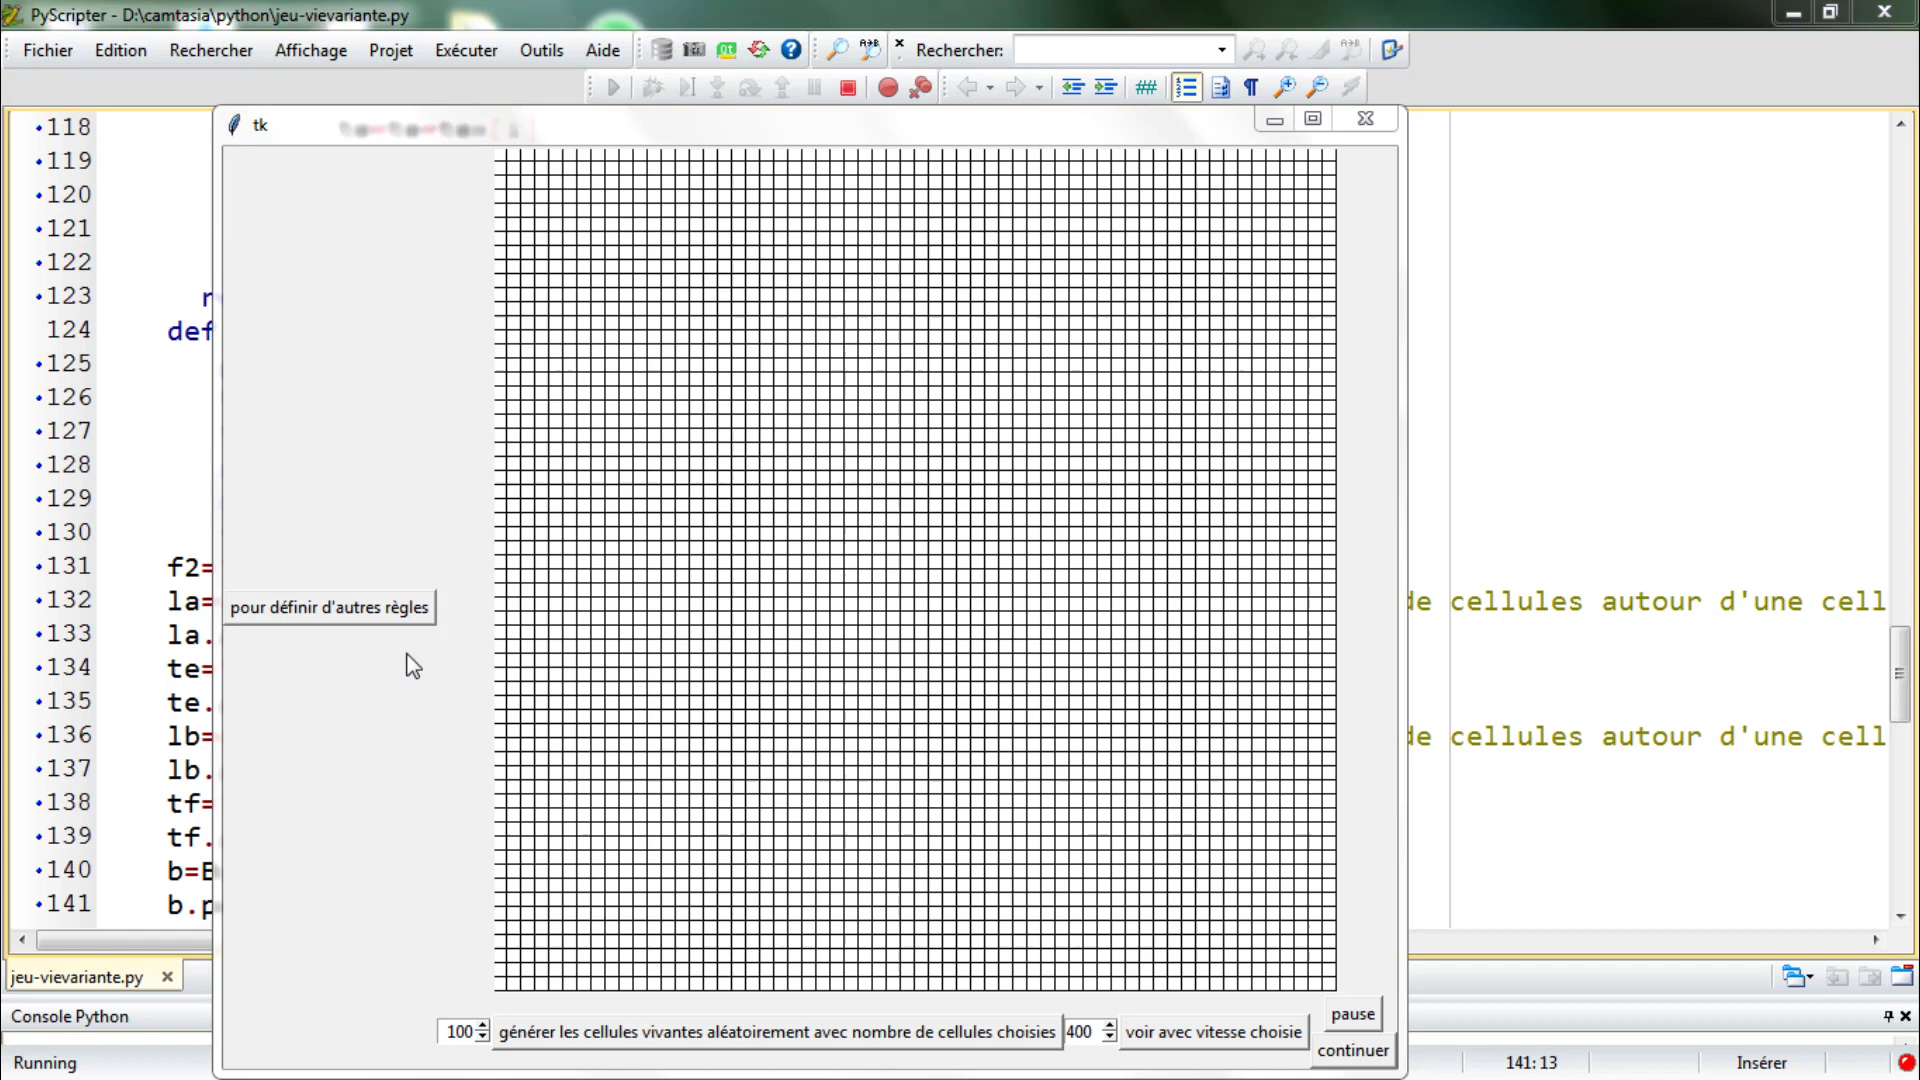 PyScripter - D:\camtasia\python\jeu-vievariante.py
Fichier Edition Rechercher Affichage Projet Exécuter Outils Aide Rechercher:
tk
118
119
120
121
122
123 r
124 def
125
126
127
128
129
130
131 f2=
132 la= de cellules autour d'une cell
133 la.
134 te=
135 te.
136 lb= de cellules autour d'une cell
137 lb.
138 tf=
139 tf.
140 b=B
141 b.p
pour définir d'autres règles
100 générer les cellules vivantes aléatoirement avec nombre de cellules choisies 400 voir avec vitesse choisie
pause
continuer
jeu-vievariante.py
Console Python
Running 141:13 Insérer